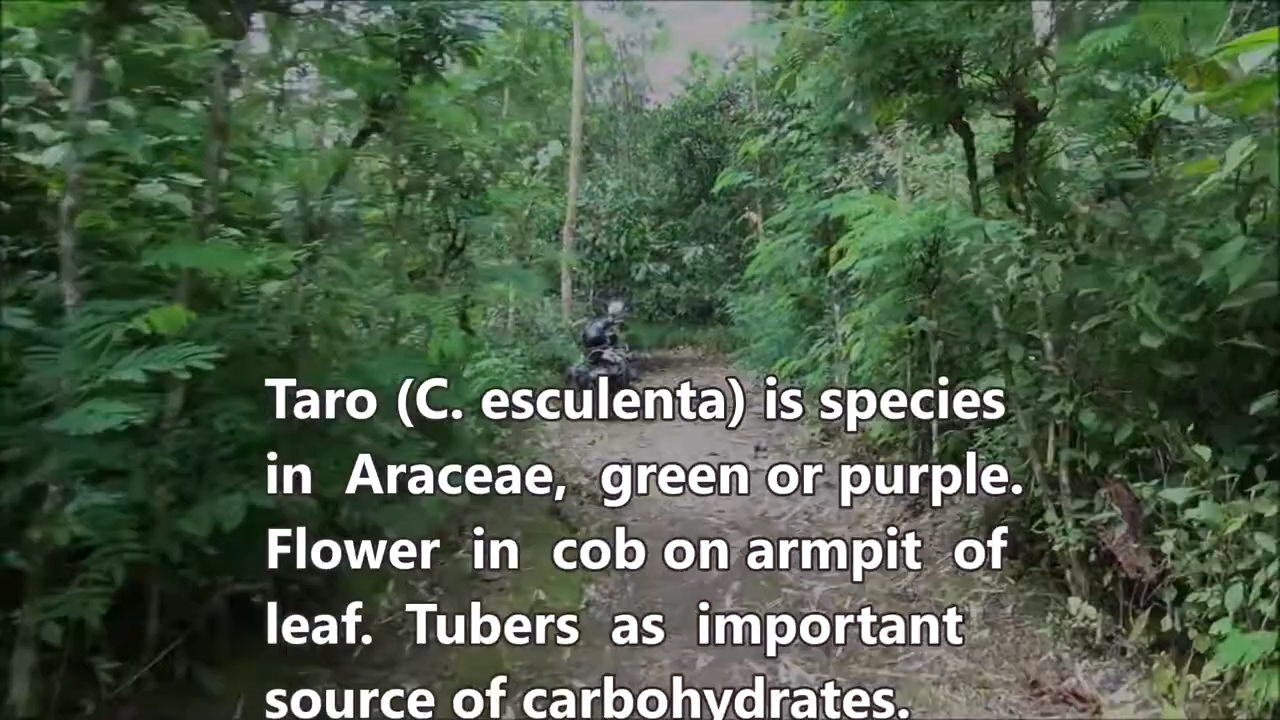 Taro (C. esculenta) is species
in Araceae, green or purple.
Flower in cob on armpit of
leaf. Tubers as important
source of carbohydrates.